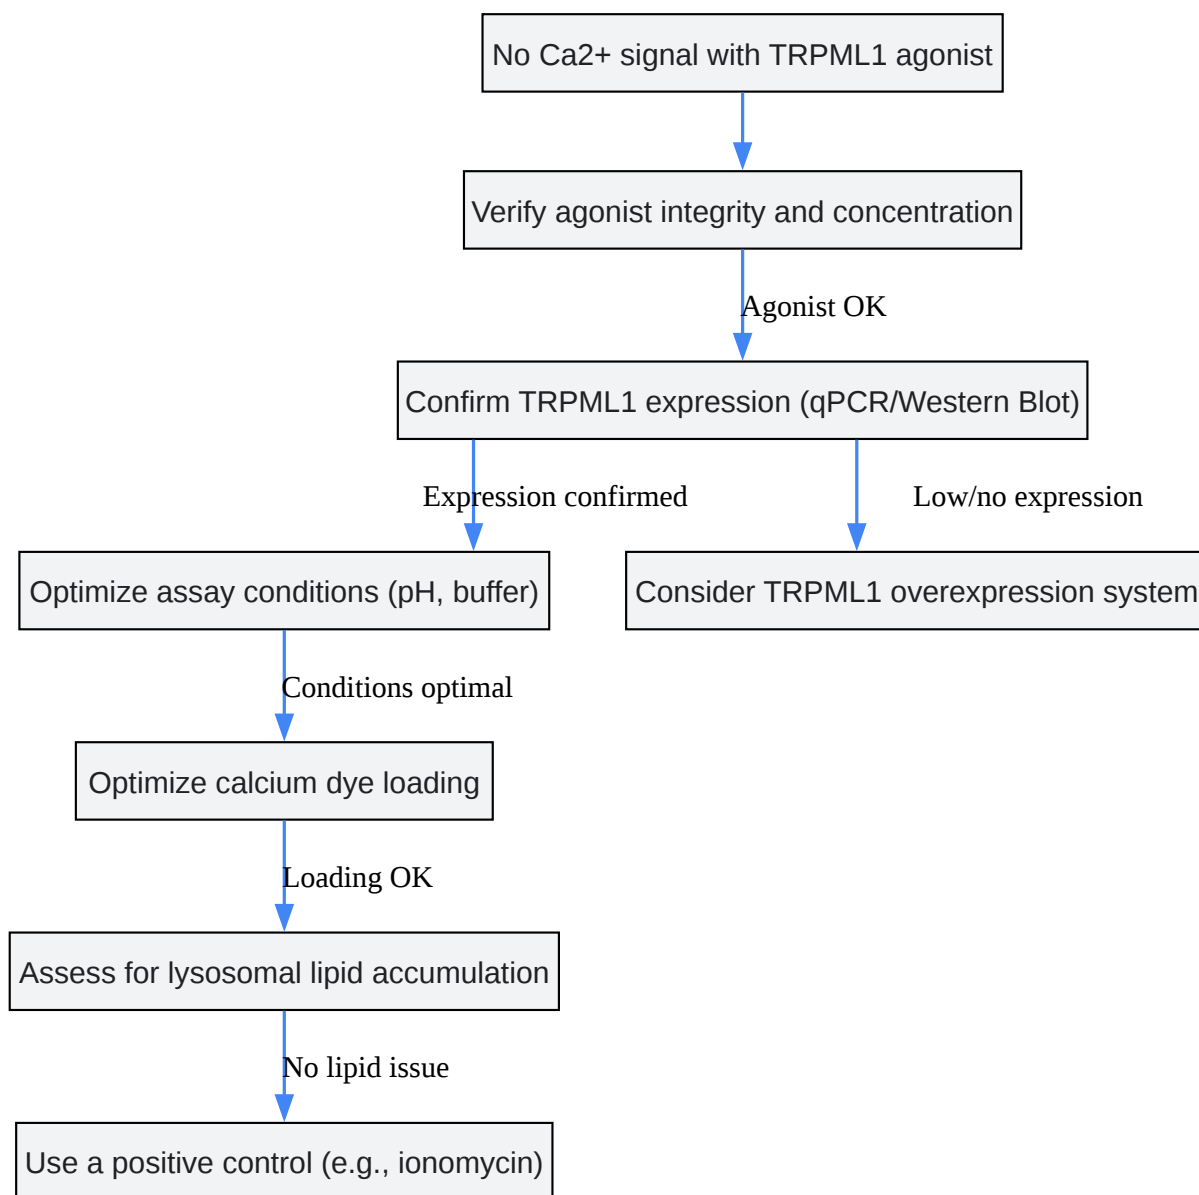 No Ca2+ signal with TRPML1 agonist
Verify agonist integrity and concentration
Agonist OK
Confirm TRPML1 expression (qPCR/Western Blot)
Expression confirmed
Low/no expression
Optimize assay conditions (pH, buffer)
Consider TRPML1 overexpression system
Conditions optimal
Optimize calcium dye loading
Loading OK
Assess for lysosomal lipid accumulation
No lipid issue
Use a positive control (e.g., ionomycin)